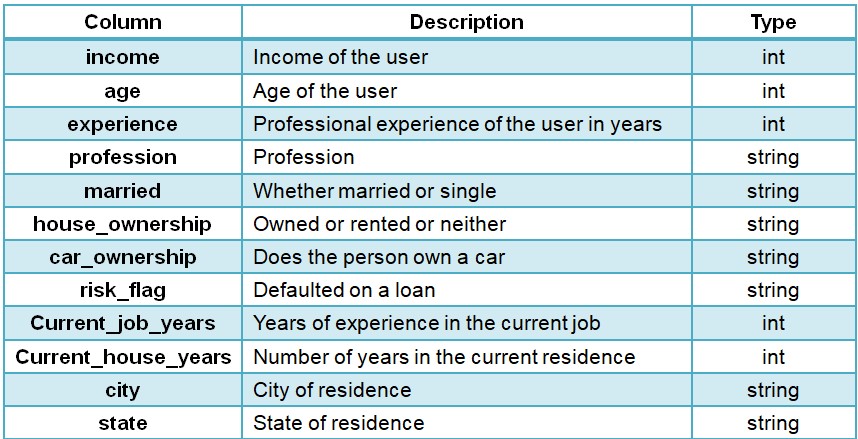 Column Description Type
income Income of the user int
age Age of the user int
experience Professional experience of the user in years int
profession Profession string
married Whether married or single string
house_ownership Owned or rented or neither string
car_ownership Does the person own a car string
risk_flag Defaulted on a loan string
Current_job_years Years of experience in the current job int
Current_house_years Number of years in the current residence int
city City of residence string
state State of residence string